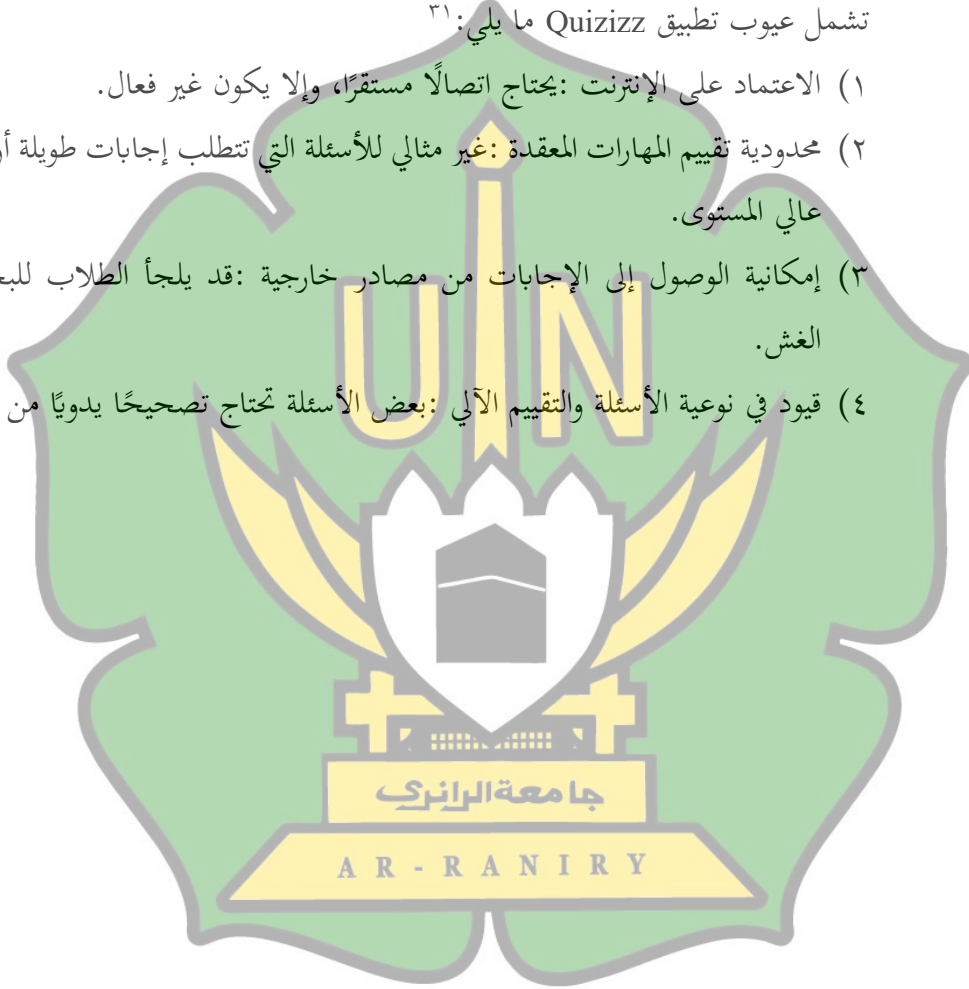 تشمل عيوب تطبيق Quizizz ما يلي:٣١
١) الاعتماد على الإنترنت :يحتاج اتصالًا مستقرًا، وإلا يكون غير فعال.
٢) محدودية تقييم المهارات المعقدة :غير مثالي للأسئلة التي تتطلب إجابات طويلة
عالي المستوى.
٣) إمكانية الوصول إلى الإجابات من مصادر خارجية :قد يلجأ الطلاب
الغش.
٤) قيود في نوعية الأسئلة والتقييم الآلي :بعض الأسئلة تحتاج تصحيحًا يدويًا من
UIN
جامعة الرانري
AR-RANIRY